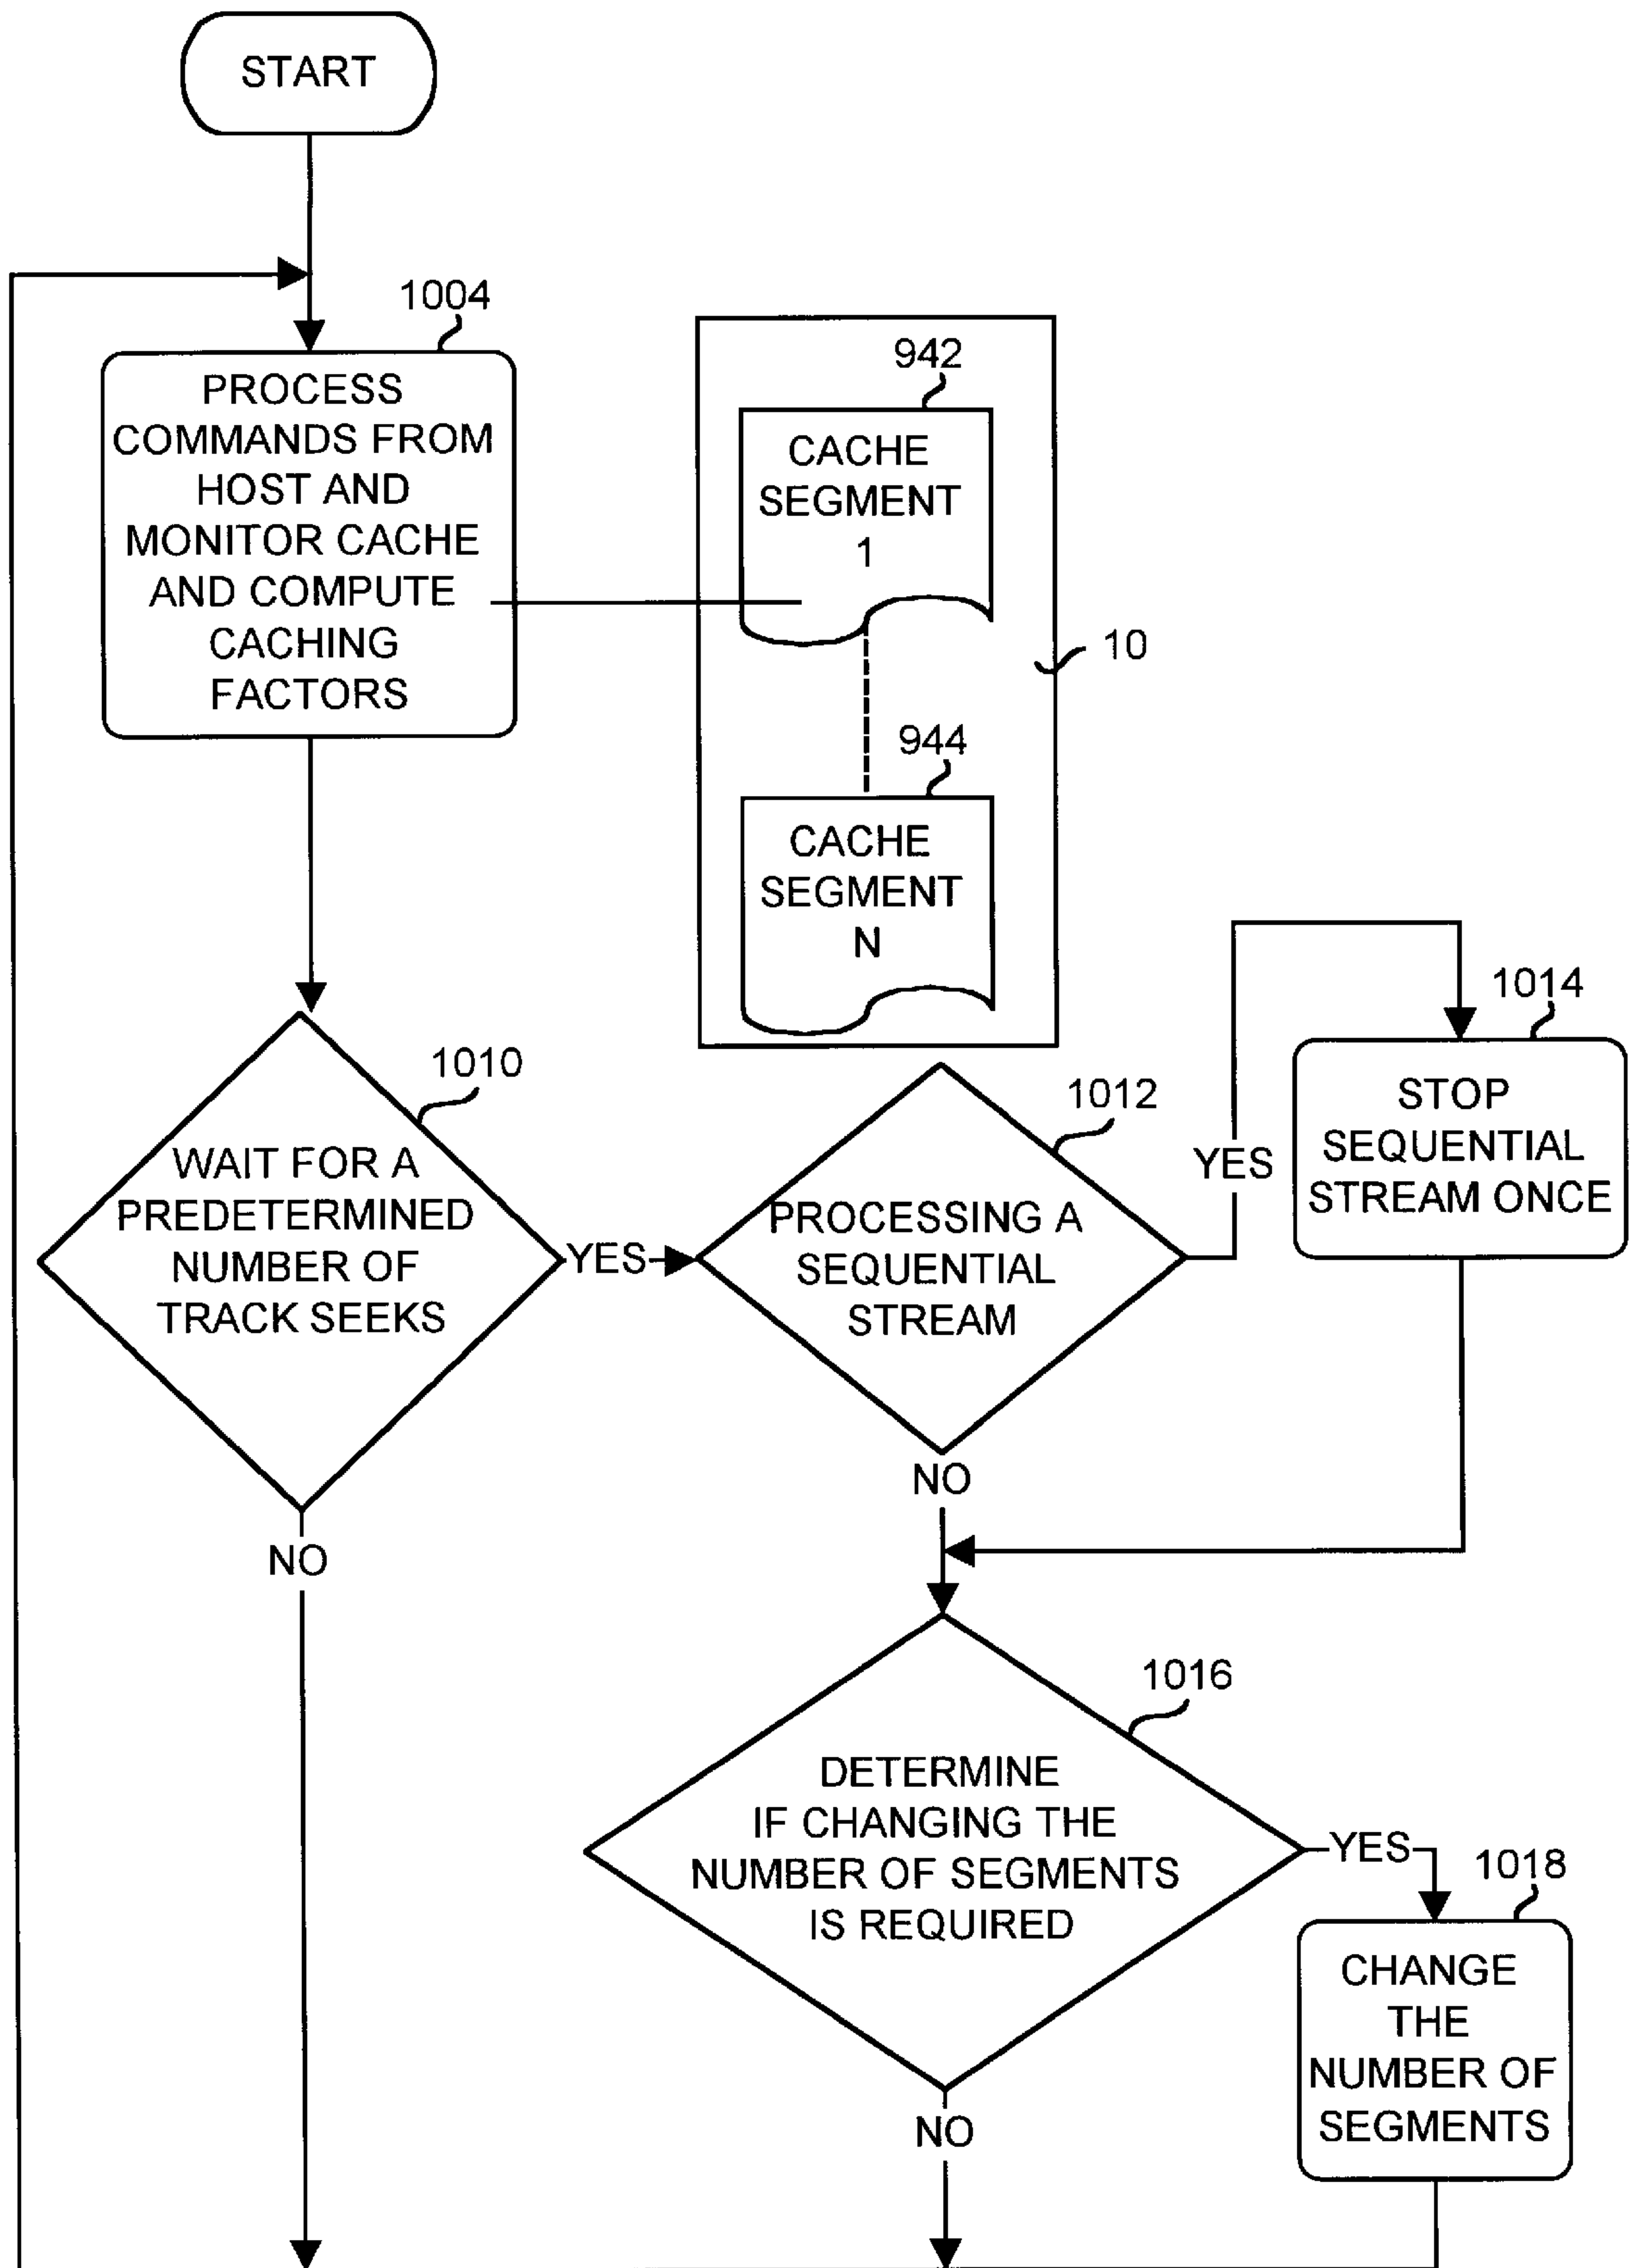 START
1004
PROCESS
COMMANDS FROM
HOST AND
MONITOR CACHE
AND COMPUTE
CACHING
FACTORS
942
CACHE
SEGMENT
1
10
944
CACHE
SEGMENT
N
1010
WAIT FOR A
PREDETERMINED
NUMBER OF
TRACK SEEKS
YES
NO
1012
PROCESSING A
SEQUENTIAL
STREAM
YES
NO
1014
STOP
SEQUENTIAL
STREAM ONCE
1016
DETERMINE
IF CHANGING THE
NUMBER OF SEGMENTS
IS REQUIRED
YES
NO
1018
CHANGE
THE
NUMBER OF
SEGMENTS